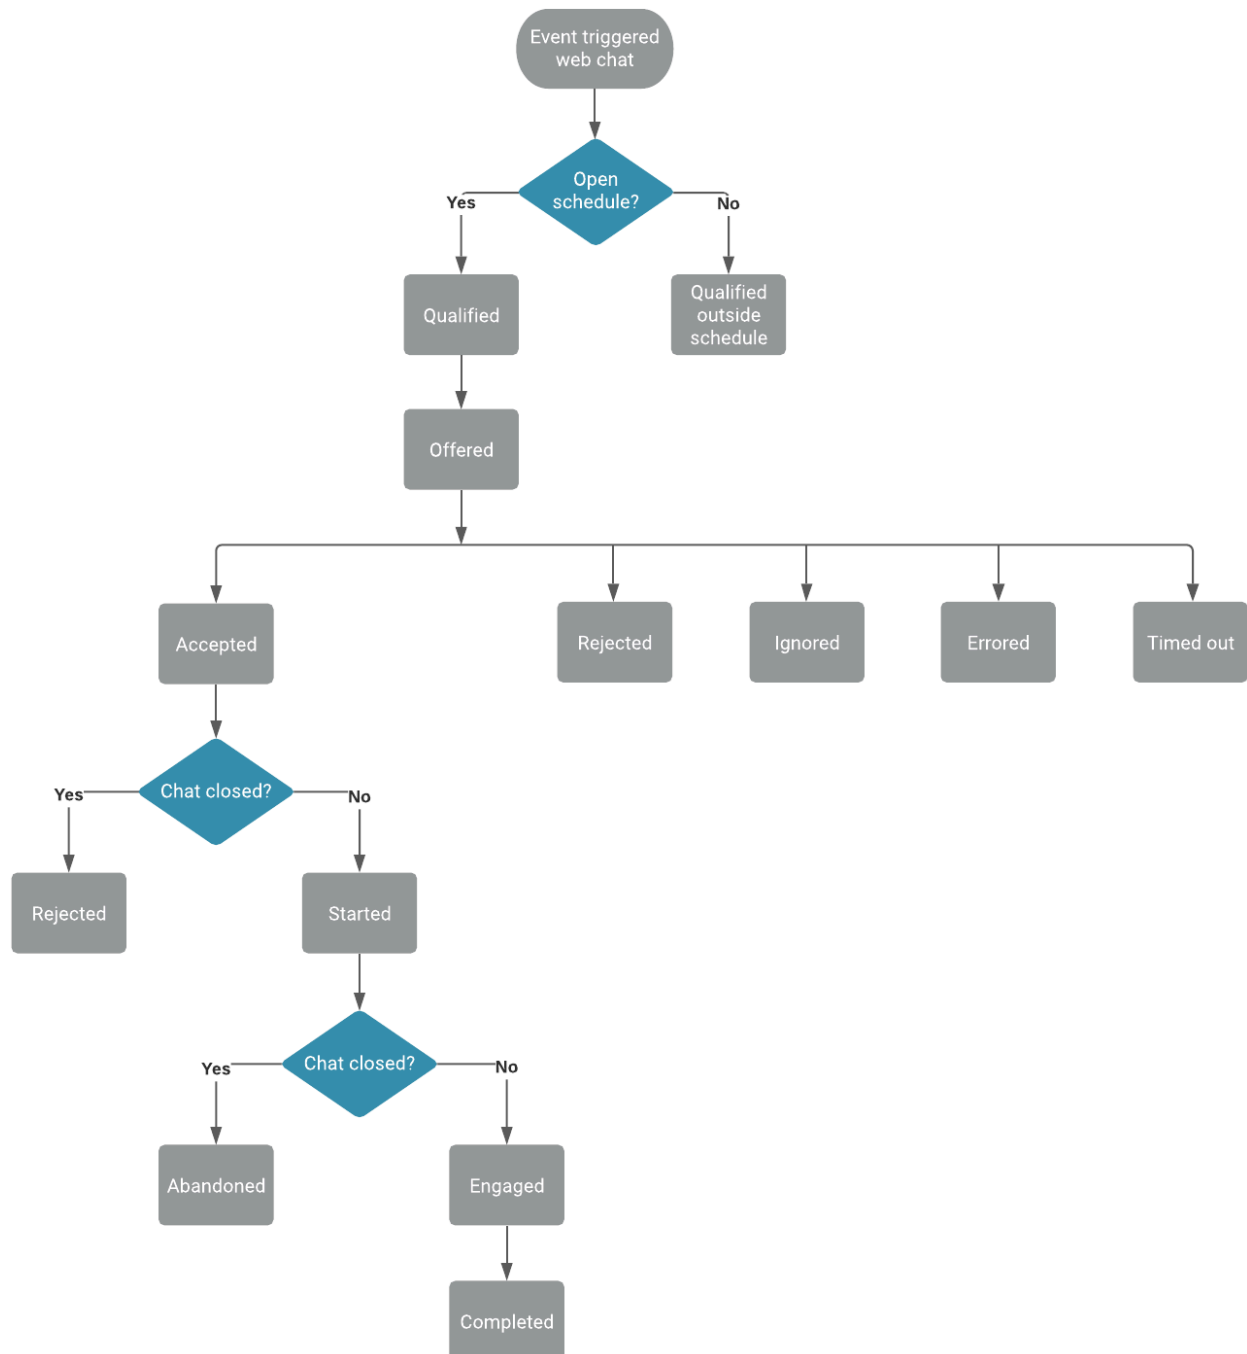 Event triggered
web chat
Open
schedule?
Yes
No
Qualified
Qualified
outside
schedule
Offered
Accepted
Rejected
Ignored
Errored
Timed out
Chat closed?
Yes
No
Rejected
Started
Chat closed?
Yes
No
Abandoned
Engaged
Completed